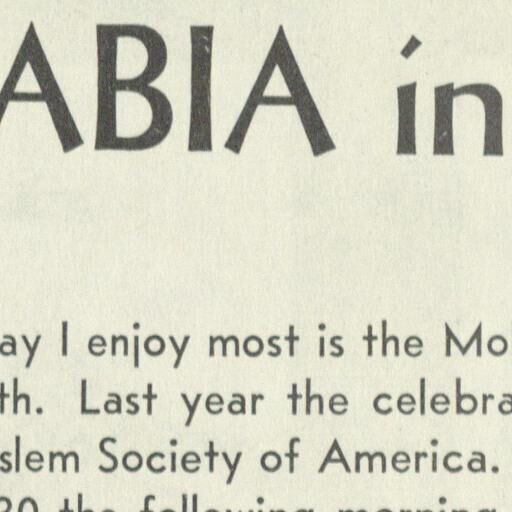 ABIA in
ay I enjoy most is the Mo
th. Last year the celebra
slem Society of America.
30 the following morning